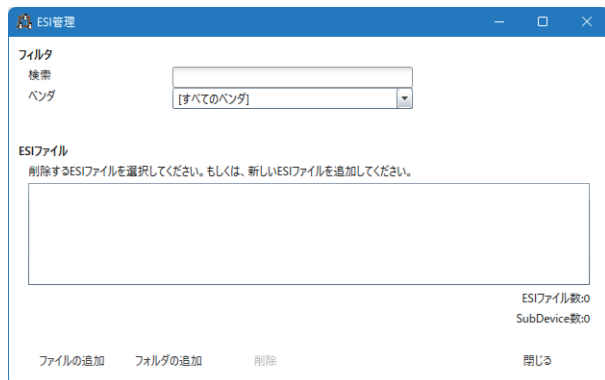 ESI管理
フィルタ
検索
ベンダ
[すべてのベンダ]
ESIファイル
削除するESIファイルを選択してください。もしくは、新しいESIファイルを追加してください。
ESIファイル数:0
SubDevice数:0
ファイルの追加 フォルダの追加 削除 閉じる